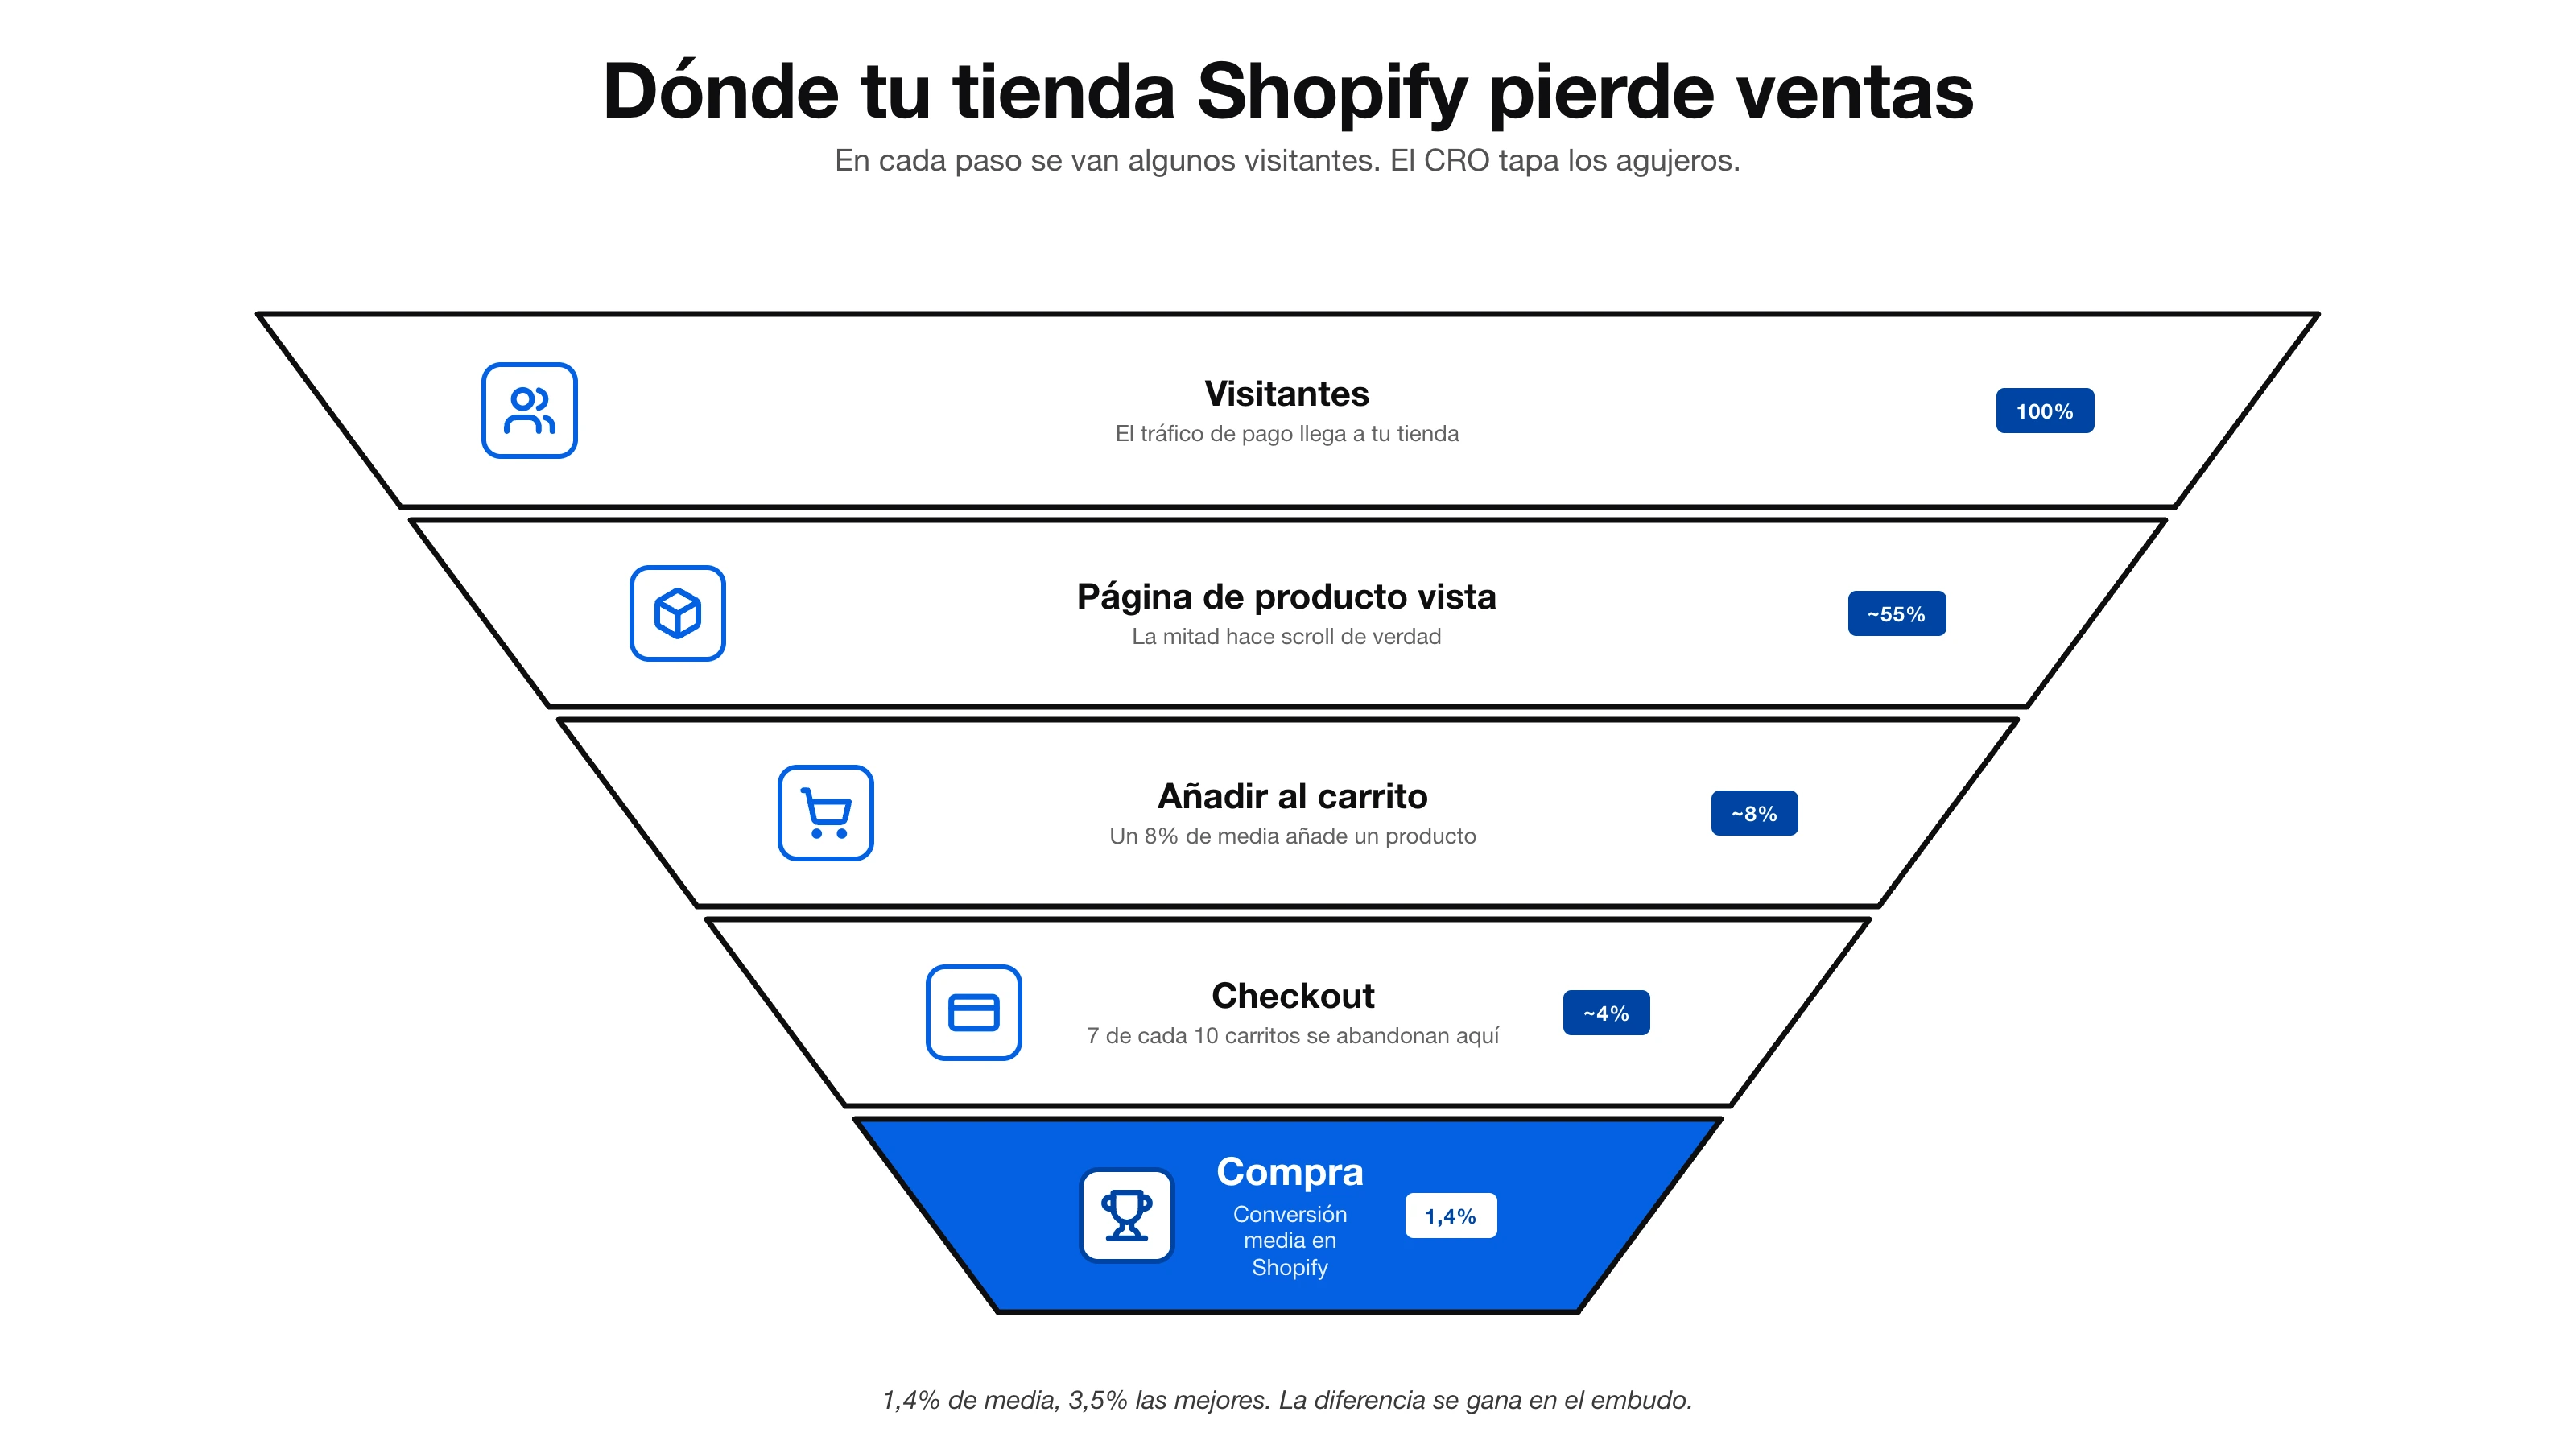 Dónde tu tienda Shopify pierde ventas
En cada paso se van algunos visitantes. El CRO tapa los agujeros.
Visitantes
El tráfico de pago llega a tu tienda
100%
Página de producto vista
La mitad hace scroll de verdad
~55%
Añadir al carrito
Un 8% de media añade un producto
~8%
Checkout
7 de cada 10 carritos se abandonan aquí
~4%
Compra
Conversión
media en
Shopify
1,4%
1,4% de media, 3,5% las mejores. La diferencia se gana en el embudo.